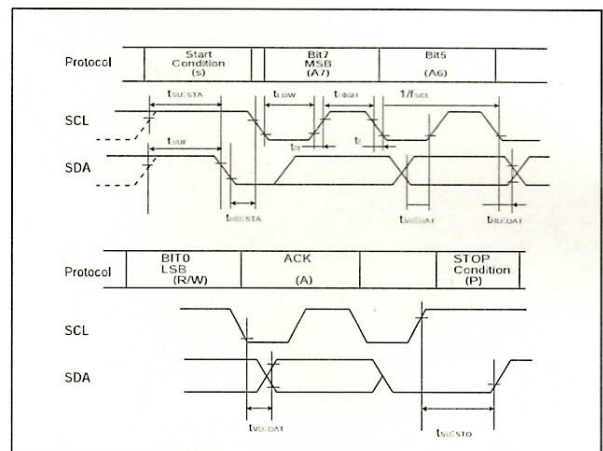 Protocol
Start
Condition
(s)
Bit7
MSB
(A7)
Bit6
(A6)
tSU:STA
tLOW
tHIGH
1/fSCL
SCL
tBUF
tR
tF
SDA
tHD:STA
tSU:DAT
tHD:DAT
Protocol
BIT0
LSB
(R/W)
ACK
(A)
STOP
Condition
(P)
SCL
SDA
tVD:DAT
tSU:STO